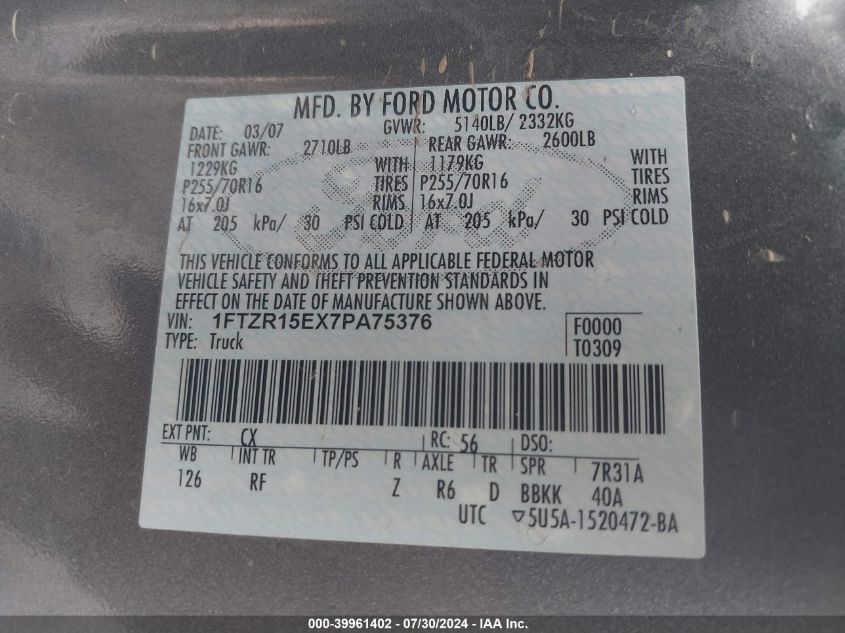 MFD. BY FORD MOTOR CO.
DATE: 03/07 GVWR: 5140LB/ 2332KG
FRONT GAWR: 2710LB REAR GAWR: 2600LB
1229KG WITH 1179KG WITH
P255/70R16 TIRES P255/70R16 TIRES
16x7.0J RIMS 16x7.0J RIMS
AT 205 kPa/ 30 PSI COLD AT 205 kPa/ 30 PSI COLD
THIS VEHICLE CONFORMS TO ALL APPLICABLE FEDERAL MOTOR
VEHICLE SAFETY AND THEFT PREVENTION STANDARDS IN
EFFECT ON THE DATE OF MANUFACTURE SHOWN ABOVE.
VIN: 1FTZR15EX7PA75376 F0000
TYPE: Truck T0309
EXT PNT: CX RC: 56 DSO:
WB INT TR TP/PS R AXLE TR SPR 7R31A
126 RF Z R6 D BBKK 40A
UTC ▽5U5A-1520472-BA
000-39961402 - 07/30/2024 - IAA Inc.